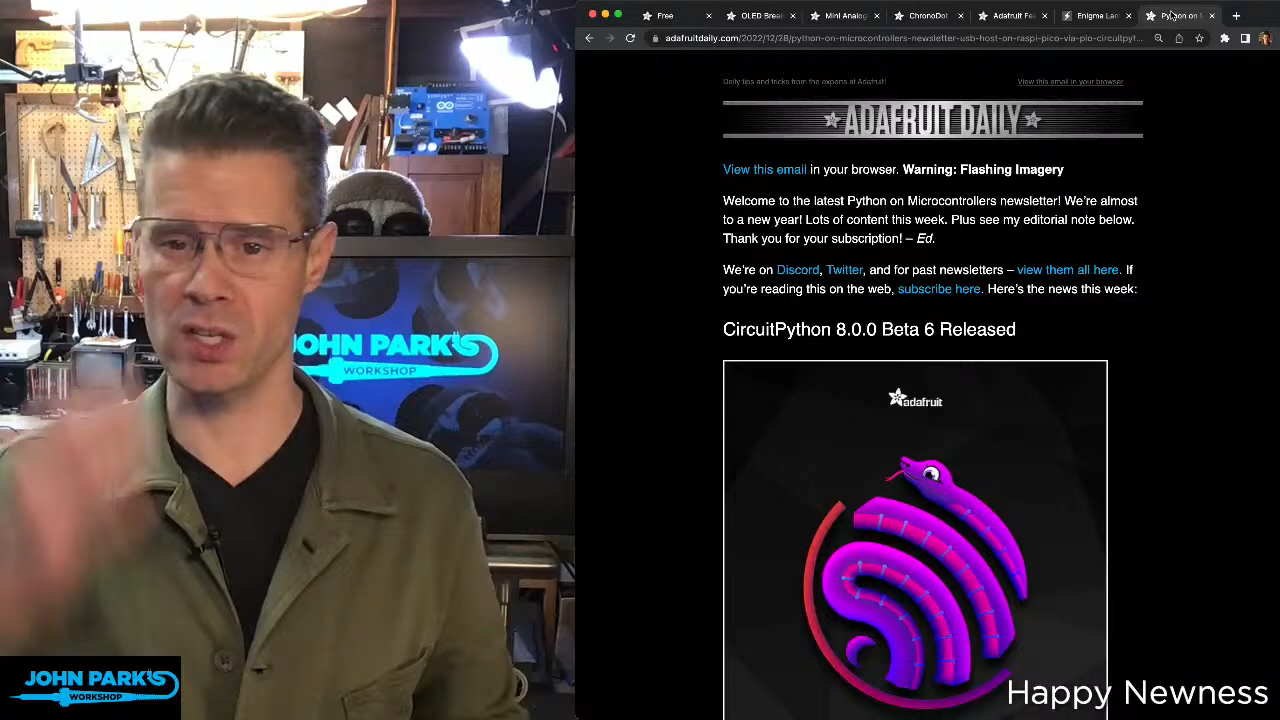 JOHN PARK'S
WORKSHOP
JOHN PARK'S
WORKSHOP
Free
Mini Analo
Adafruit Fe
adafruitdaily.com/2022/12/28/python-on-microcontrollers-newsletter-usb-host-on-raspi-pico-via-pio-circuitpy
Daily tips and tricks from the experts at Adafruit!
View this email in your browser
ADAFRUIT DAILY
View this email in your browser. Warning: Flashing Imagery
Welcome to the latest Python on Microcontrollers newsletter! We're almost
to a new year! Lots of content this week. Plus see my editorial note below.
Thank you for your subscription! – Ed.
We're on Discord, Twitter, and for past newsletters – view them all here. If
you're reading this on the web, subscribe here. Here's the news this week:
CircuitPython 8.0.0 Beta 6 Released
adafruit
Happy Newness